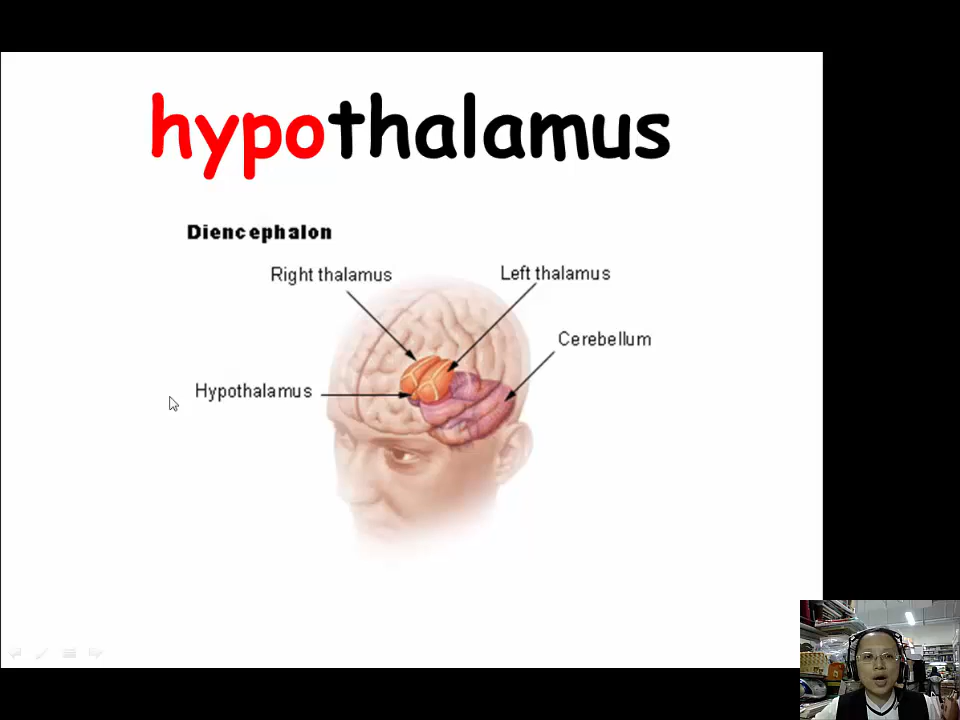 hypothalamus
Diencephalon
Right thalamus
Left thalamus
Cerebellum
Hypothalamus